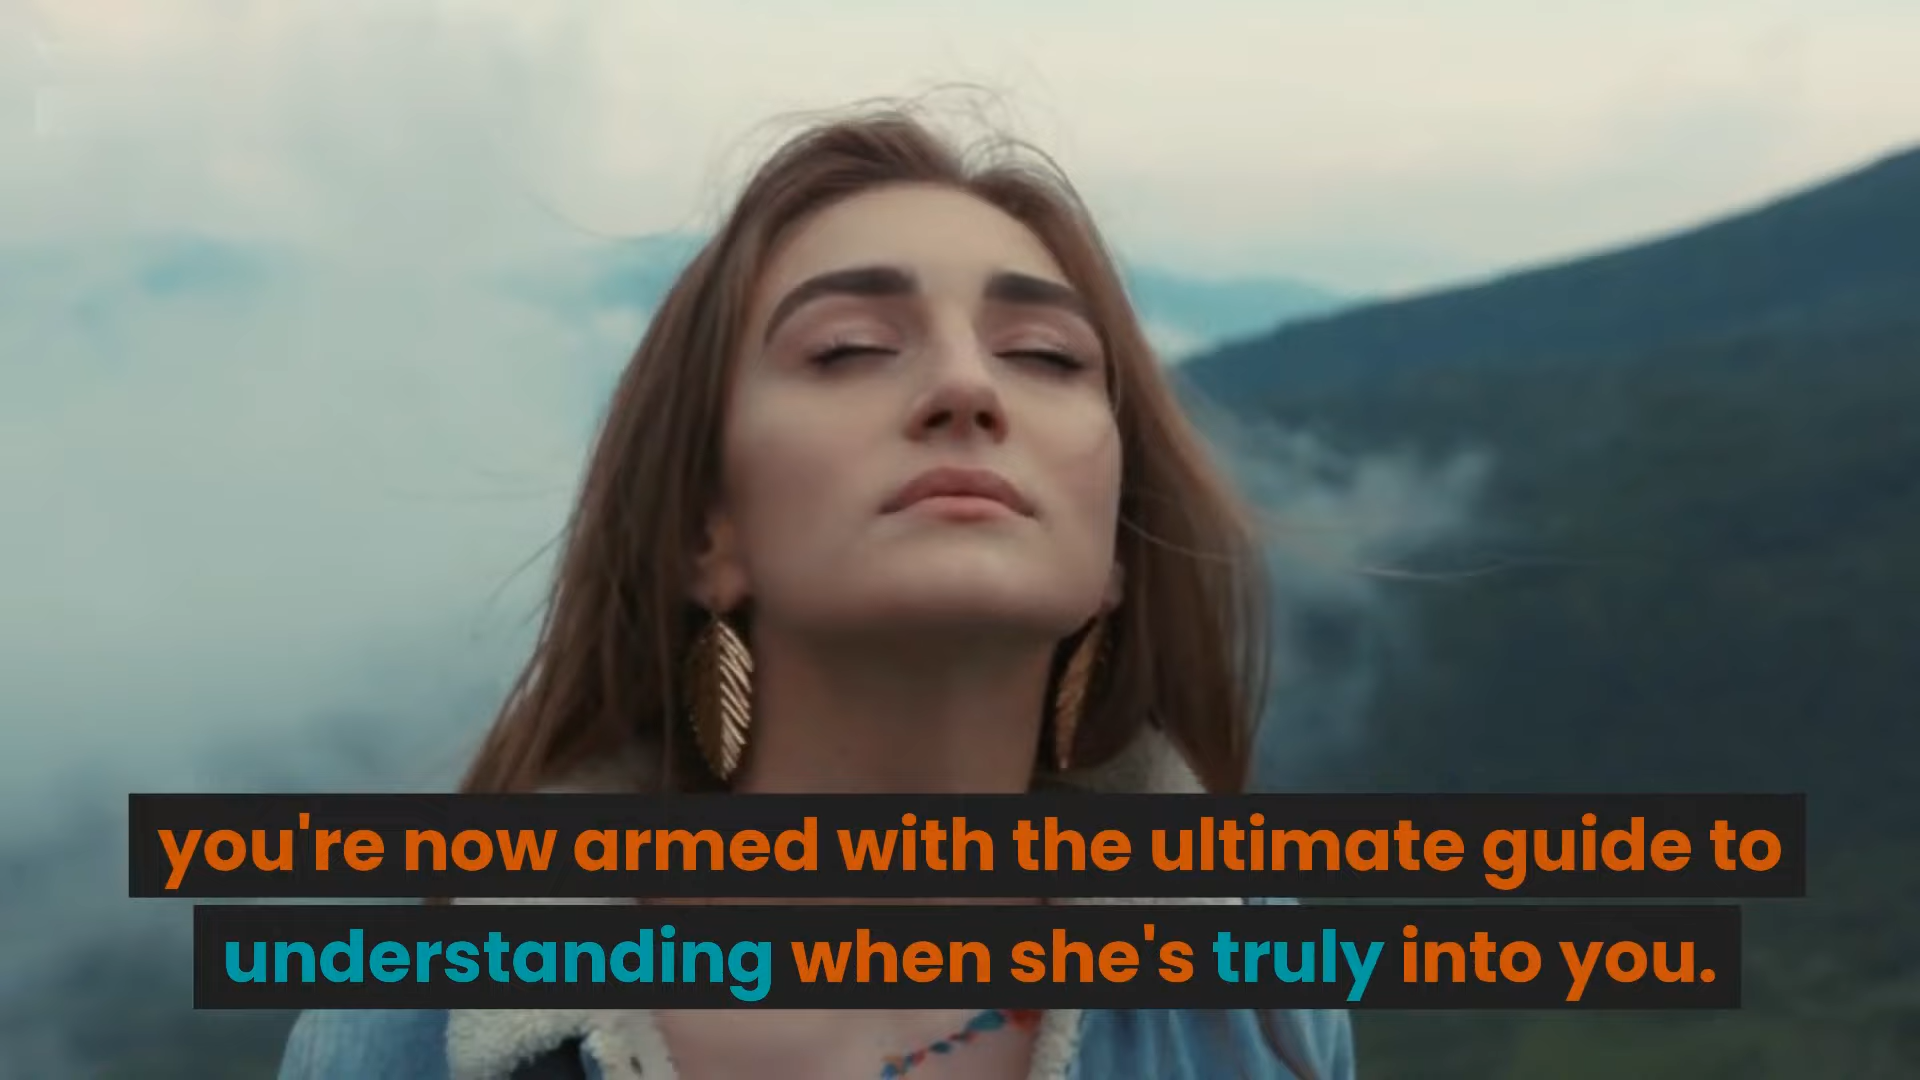 you're now armed with the ultimate guide to
understanding when she's truly into you.